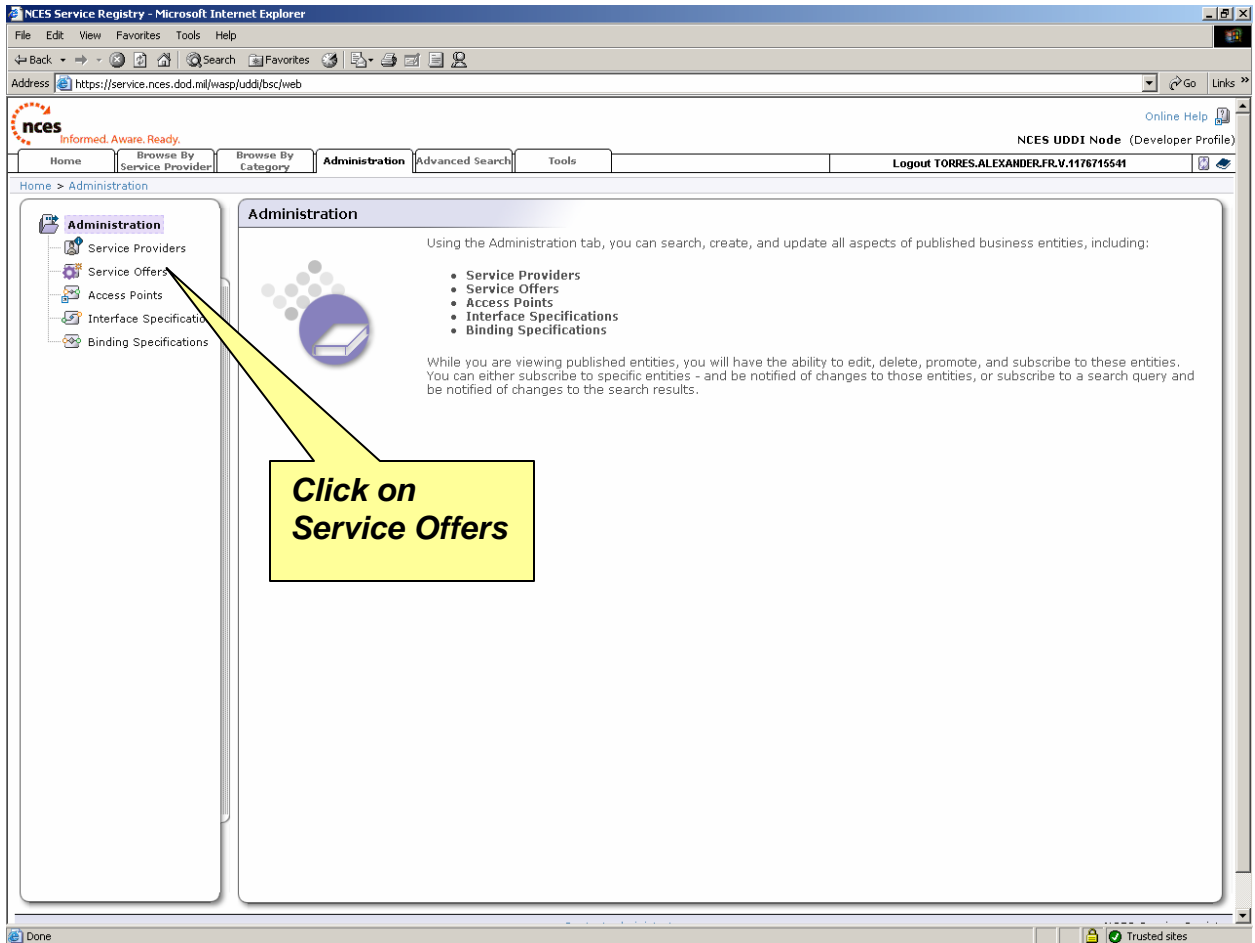 NCES Service Registry - Microsoft Internet Explorer
File Edit View Favorites Tools Help
Back Search Favorites
Address https://service.nces.dod.mil/wasp/uddi/bsc/web Go Links »
nces
Informed. Aware. Ready.
Online Help
NCES UDDI Node (Developer Profile)
Home Browse By Service Provider Browse By Category Administration Advanced Search Tools Logout TORRES.ALEXANDER.FR.V.1176715541
Home > Administration
Administration
Service Providers
Service Offers
Access Points
Interface Specificatio
Binding Specifications
Administration
Using the Administration tab, you can search, create, and update all aspects of published business entities, including:
• Service Providers
• Service Offers
• Access Points
• Interface Specifications
• Binding Specifications
While you are viewing published entities, you will have the ability to edit, delete, promote, and subscribe to these entities.
You can either subscribe to specific entities - and be notified of changes to those entities, or subscribe to a search query and
be notified of changes to the search results.
Click on
Service Offers
Done Trusted sites